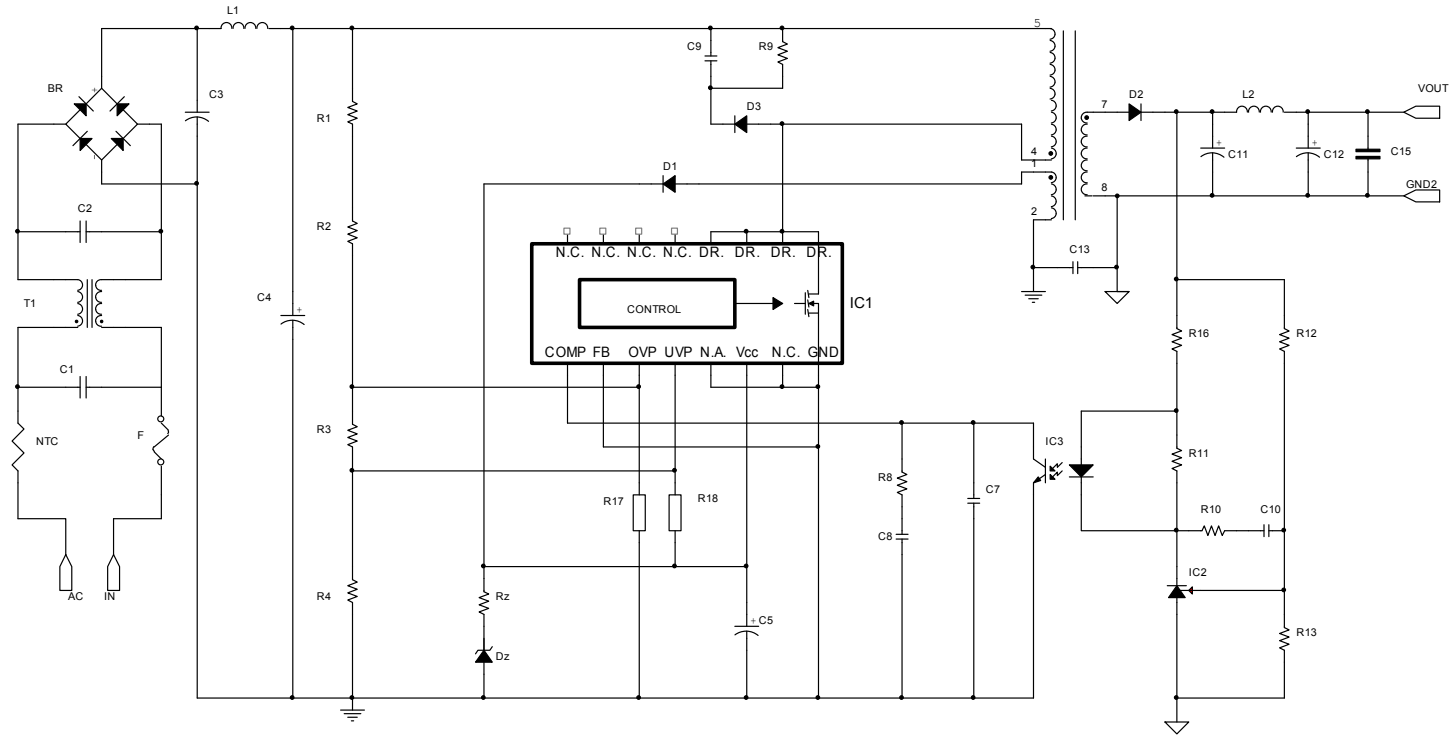 L1
5
C9
R9
BR
C3
D2
L2
VOUT
7
R1
D3
C11
C12
C15
4
1
D1
8
GND2
C2
2
R2
N.C. N.C. N.C. N.C. DR. DR. DR. DR.
C13
T1
C4
CONTROL
IC1
R16
R12
COMP FB OVP UVP N.A. Vcc N.C. GND
C1
R3
NTC
F
IC3
R11
R8
C7
R17
R18
R10
C10
C8
IC2
AC
IN
R4
Rz
C5
R13
Dz